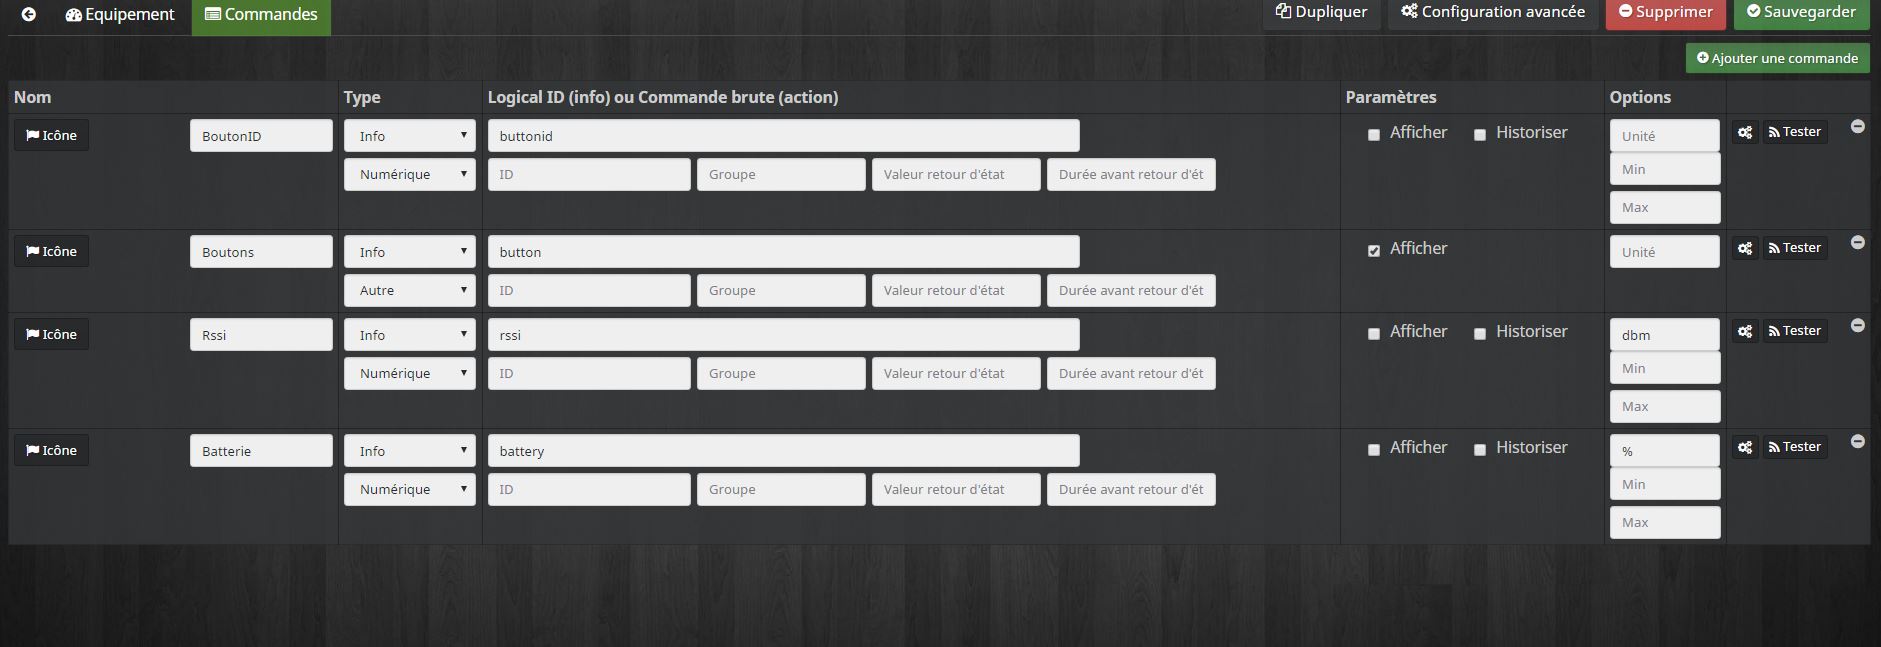 Equipement Commandes Dupliquer Configuration avancée Supprimer Sauvegarder
Ajouter une commande
Nom Type Logical ID (info) ou Commande brute (action) Paramètres Options
Icône BoutonID Info buttonid Afficher Historiser Unité Tester
Numérique ID Groupe Valeur retour d'état Durée avant retour d'ét Min
Max
Icône Boutons Info button Afficher Unité Tester
Autre ID Groupe Valeur retour d'état Durée avant retour d'ét
Icône Rssi Info rssi Afficher Historiser dbm Tester
Numérique ID Groupe Valeur retour d'état Durée avant retour d'ét Min
Max
Icône Batterie Info battery Afficher Historiser % Tester
Numérique ID Groupe Valeur retour d'état Durée avant retour d'ét Min
Max